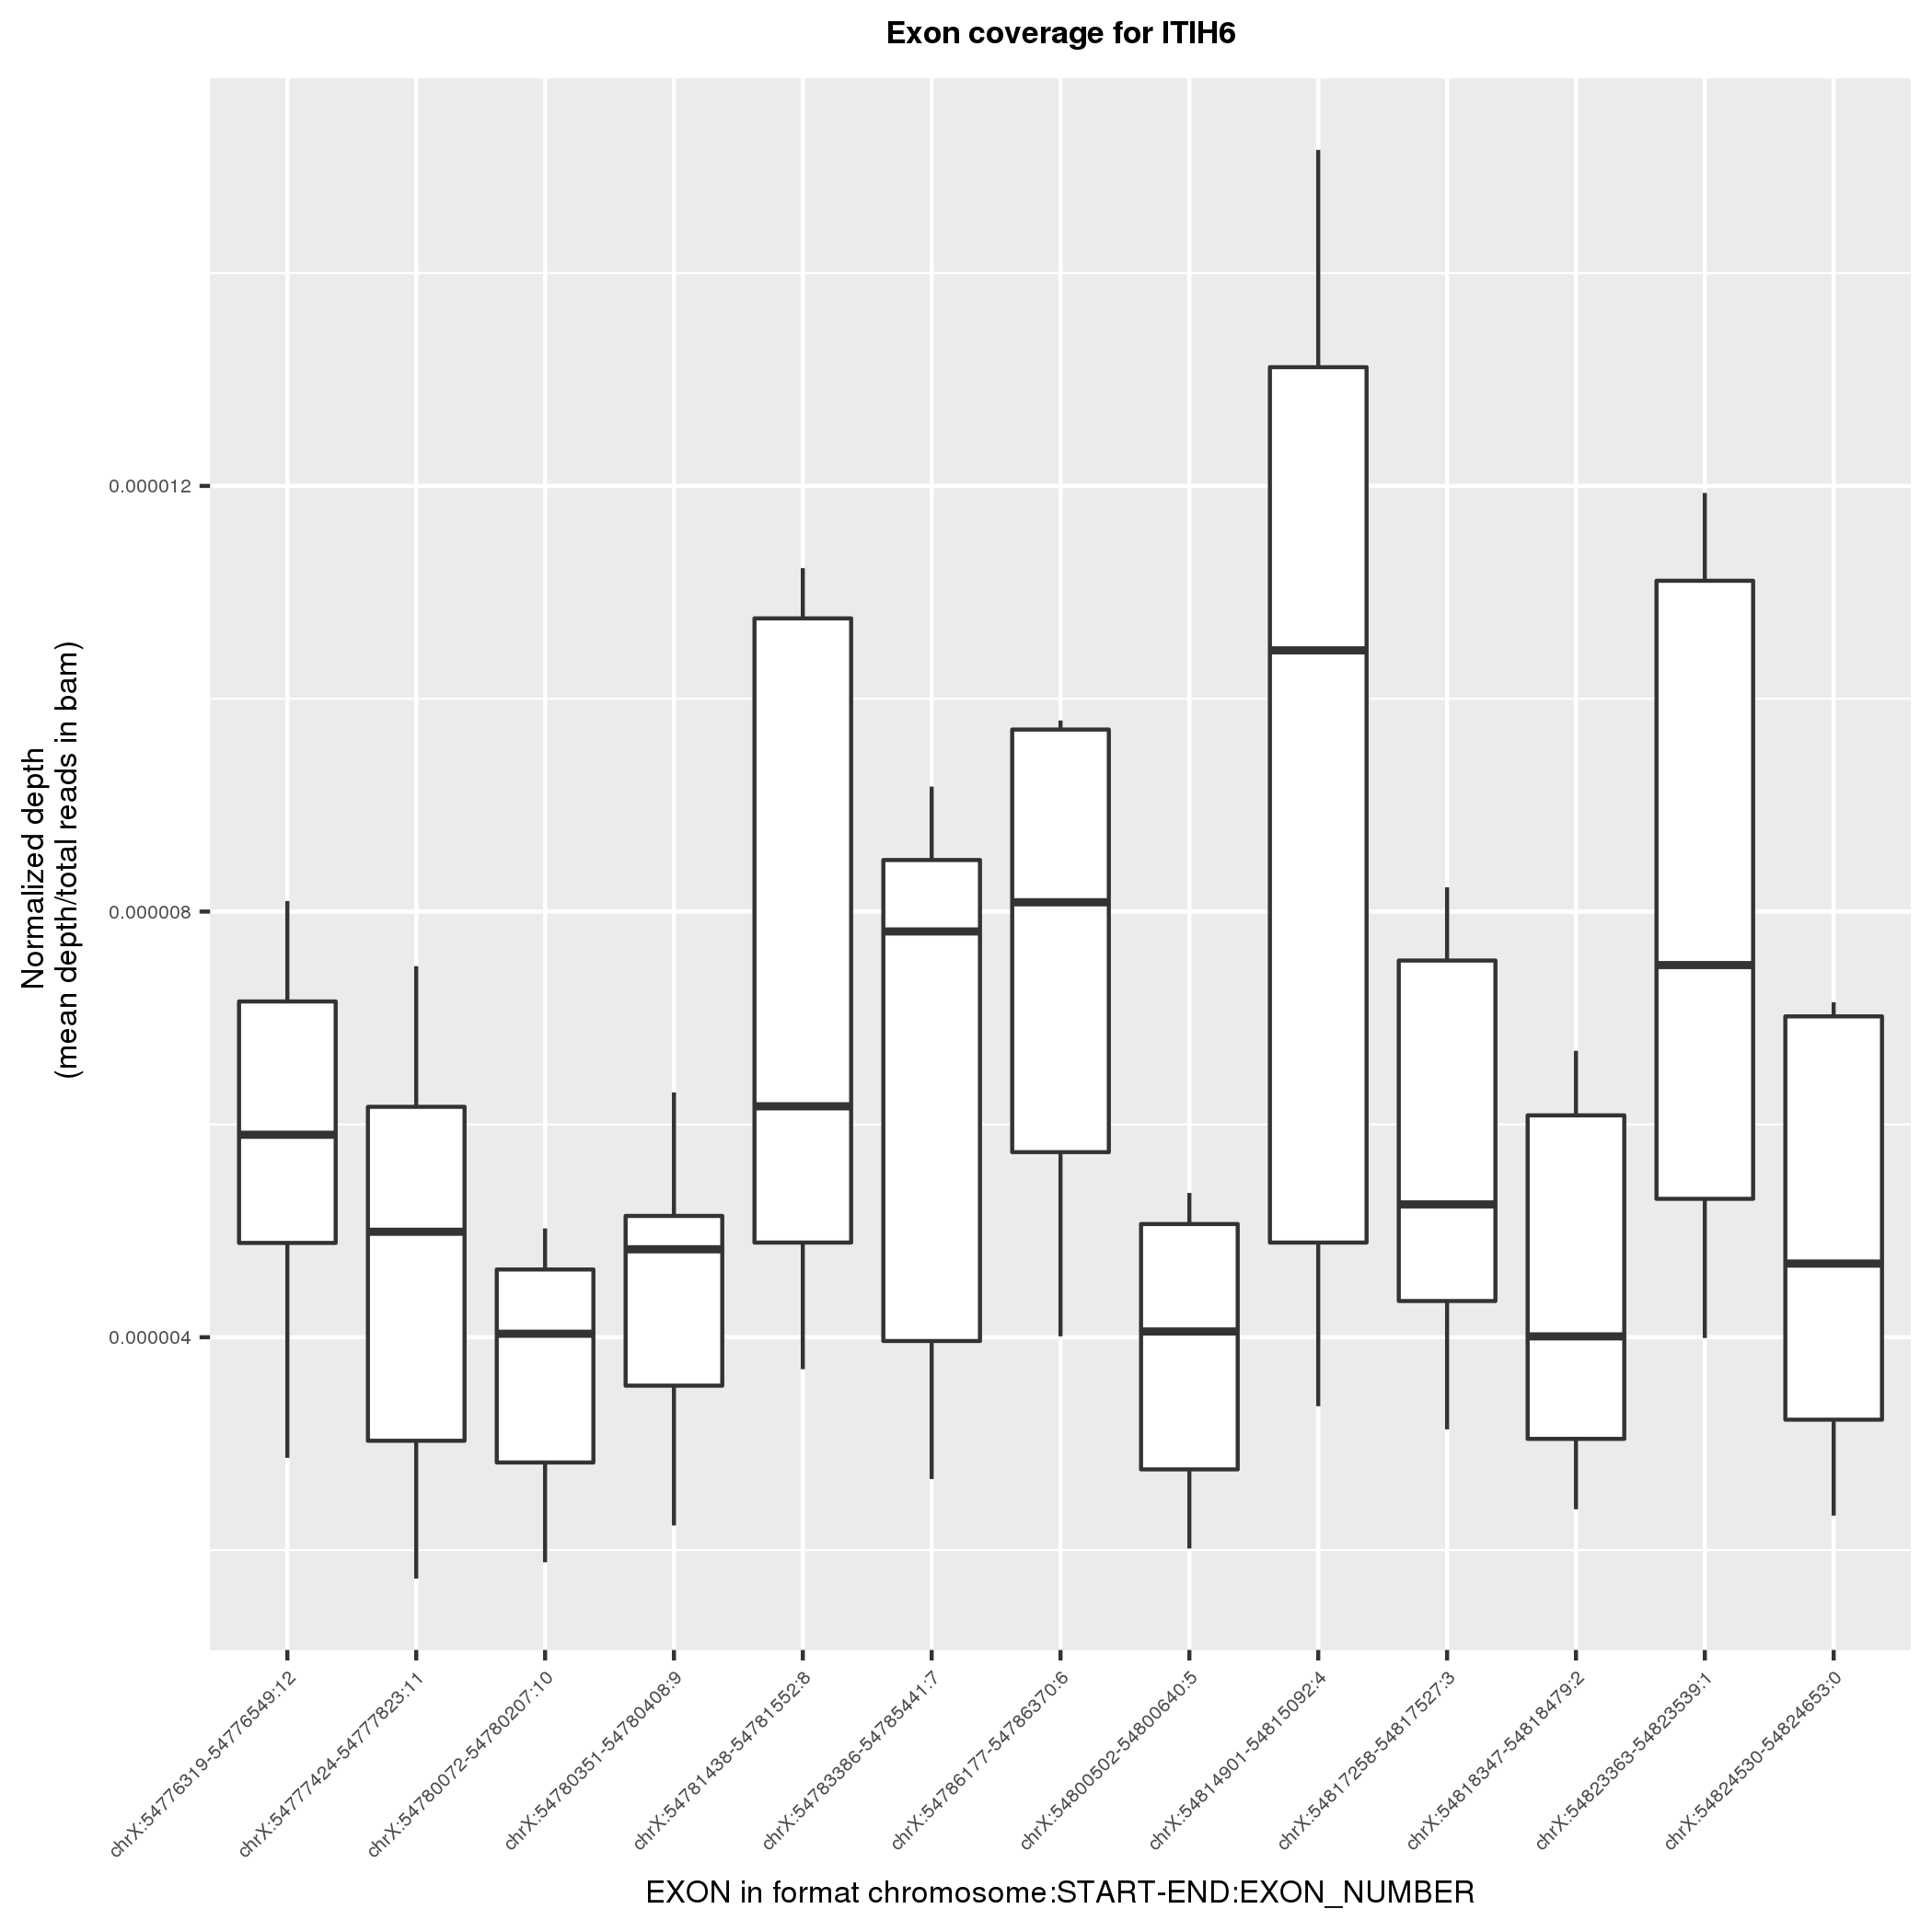 Exon coverage for ITIH6
Normalized depth
(mean depth/total reads in bam)
0.000012
0.000008
0.000004
chrX:54776319-54776549:12
chrX:54777424-54777823:11
chrX:54780072-54780207:10
chrX:54780351-54780408:9
chrX:54781438-54781552:8
chrX:54783386-54785441:7
chrX:54786177-54786370:6
chrX:54800502-54800640:5
chrX:54814901-54815092:4
chrX:54817258-54817527:3
chrX:54818347-54818479:2
chrX:54823363-54823539:1
chrX:54824530-54824653:0
EXON in format chromosome:START-END:EXON_NUMBER